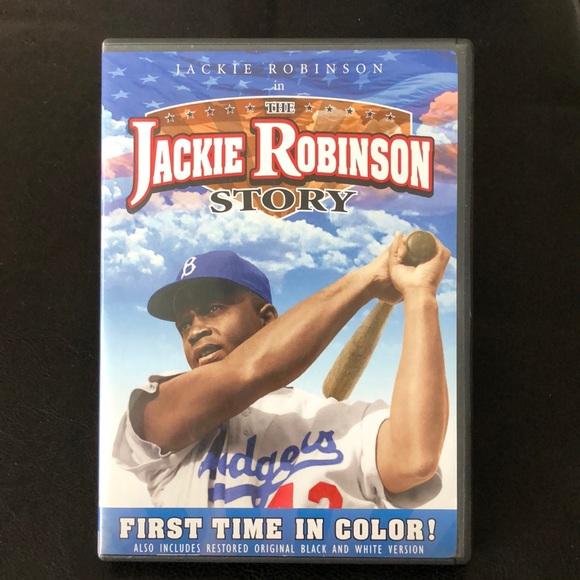 JACKIE ROBINSON
in
THE
JACKIE ROBINSON
STORY
B
Dodgers
42
FIRST TIME IN COLOR!
ALSO INCLUDES RESTORED ORIGINAL BLACK AND WHITE VERSION